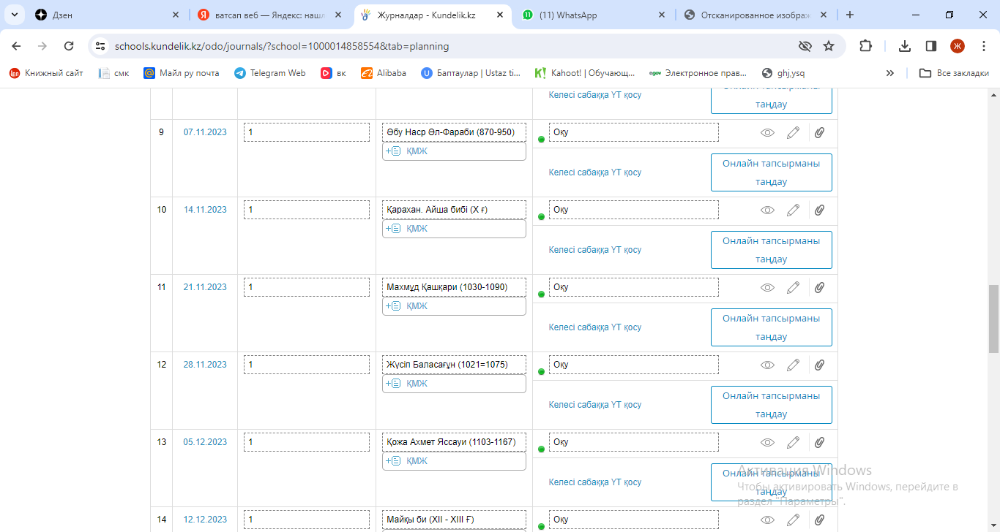 Дзен
ватсап веб — Яндекс: нашл
Журналдар - Kundelik.kz
(11) WhatsApp
Отсканированное изображ
schools.kundelik.kz/odo/journals/?school=1000014858554&tab=planning
Ж
Книжный сайт
смк
Майл ру почта
Telegram Web
вк
Alibaba
Баптаулар | Ustaz ti...
Kahoot! | Обучающ...
Электронное прав...
ghj,ysq
Все закладки
Келесі сабаққа ҮТ қосу
Онлайн тапсырманы
таңдау
9 07.11.2023 1 Әбу Наср Әл-Фараби (870-950) Оқу
ҚМЖ
Келесі сабаққа ҮТ қосу
Онлайн тапсырманы
таңдау
10 14.11.2023 1 Қарахан. Айша бибі (X ғ) Оқу
ҚМЖ
Келесі сабаққа ҮТ қосу
Онлайн тапсырманы
таңдау
11 21.11.2023 1 Махмұд Қашқари (1030-1090) Оқу
ҚМЖ
Келесі сабаққа ҮТ қосу
Онлайн тапсырманы
таңдау
12 28.11.2023 1 Жүсіп Баласағұн (1021=1075) Оқу
ҚМЖ
Келесі сабаққа ҮТ қосу
Онлайн тапсырманы
таңдау
13 05.12.2023 1 Қожа Ахмет Яссауи (1103-1167) Оқу
ҚМЖ
Келесі сабаққа ҮТ қосу
Онлайн тапсырманы
таңдау
Активация Windows
Чтобы активировать Windows, перейдите в
раздел "Параметры".
14 12.12.2023 1 Майқы би (XII - XIII Ғ) Оқу